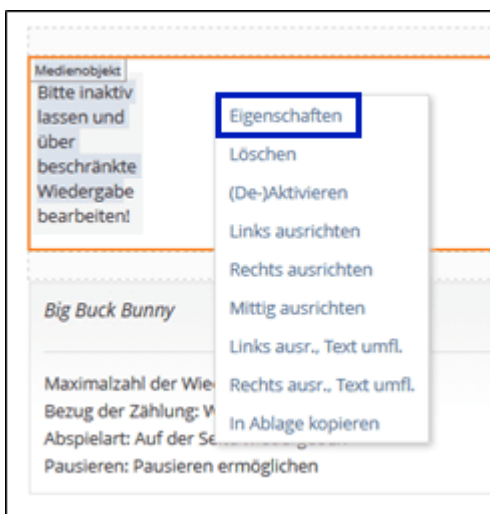 Medienobjekt
Bitte inaktiv
lassen und
über
beschränkte
Wiedergabe
bearbeiten!
Eigenschaften
Löschen
(De-)Aktivieren
Links ausrichten
Rechts ausrichten
Mittig ausrichten
Links ausr., Text umfl.
Rechts ausr., Text umfl.
In Ablage kopieren
Big Buck Bunny
Maximalzahl der Wie
Bezug der Zählung: W
Abspielart: Auf der
Pausieren: Pausieren ermöglichen